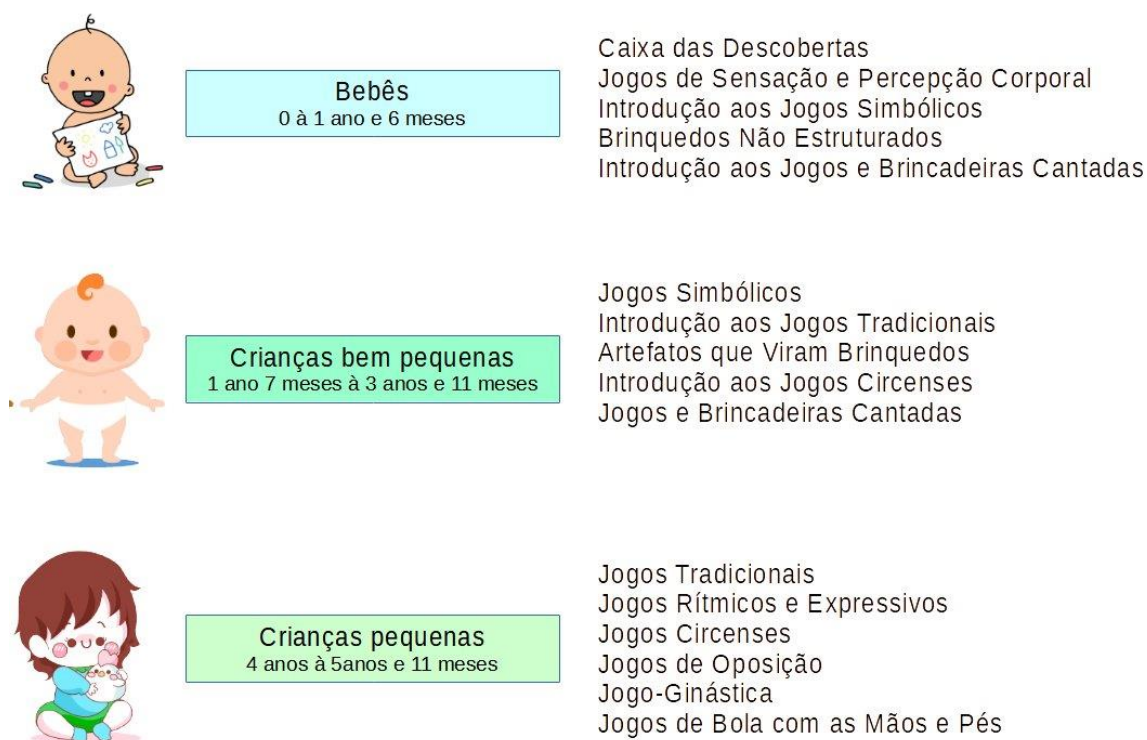 Bebês
0 à 1 ano e 6 meses
Caixa das Descobertas
Jogos de Sensação e Percepção Corporal
Introdução aos Jogos Simbólicos
Brinquedos Não Estruturados
Introdução aos Jogos e Brincadeiras Cantadas
Crianças bem pequenas
1 ano 7 meses à 3 anos e 11 meses
Jogos Simbólicos
Introdução aos Jogos Tradicionais
Artefatos que Viram Brinquedos
Introdução aos Jogos Circenses
Jogos e Brincadeiras Cantadas
Crianças pequenas
4 anos à 5anos e 11 meses
Jogos Tradicionais
Jogos Rítmicos e Expressivos
Jogos Circenses
Jogos de Oposição
Jogo-Ginástica
Jogos de Bola com as Mãos e Pés